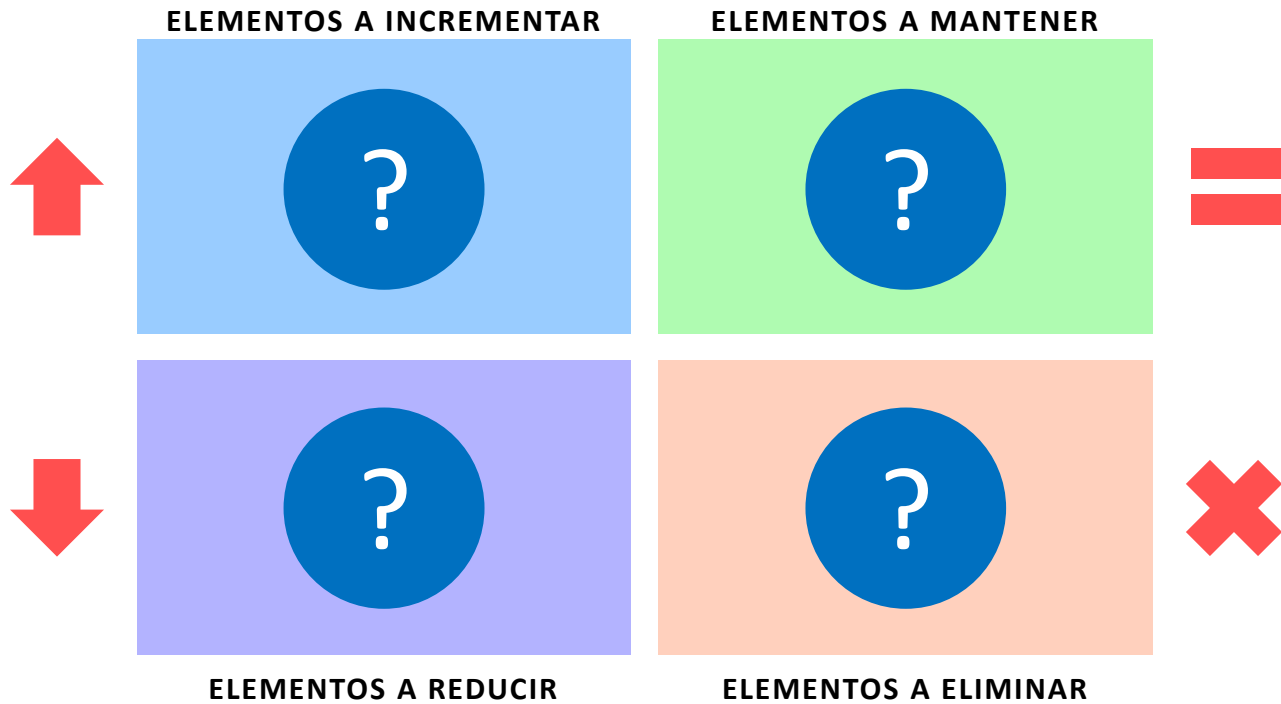 ELEMENTOS A INCREMENTAR
ELEMENTOS A MANTENER
?
?
?
?
ELEMENTOS A REDUCIR
ELEMENTOS A ELIMINAR